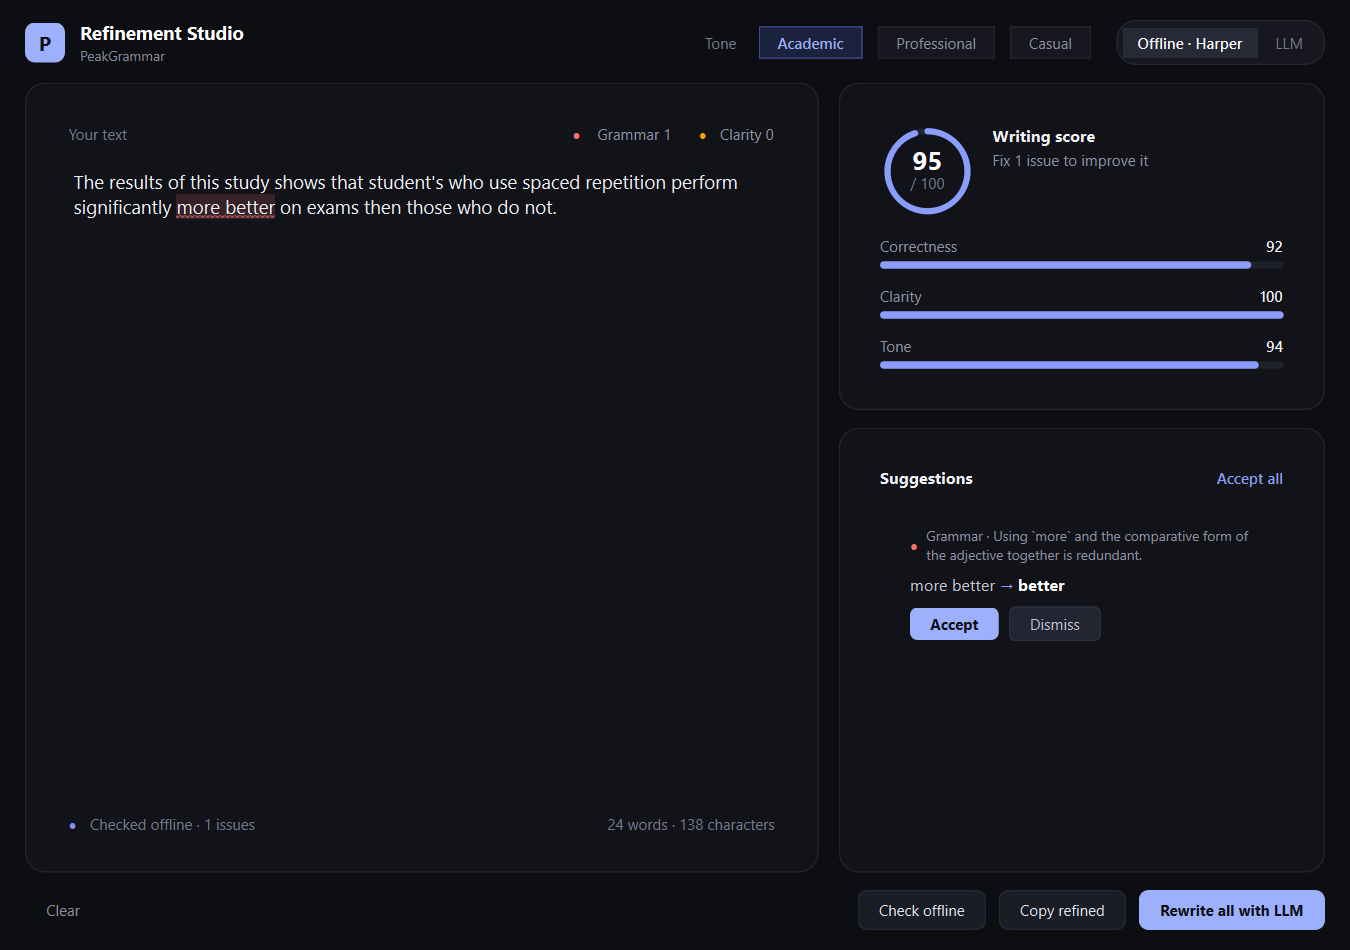 P
Refinement Studio
PeakGrammar
Tone
Academic
Professional
Casual
Offline · Harper
LLM
Your text
Grammar 1
Clarity 0
The results of this study shows that student's who use spaced repetition perform
significantly more better on exams then those who do not.
Checked offline · 1 issues
24 words · 138 characters
95
/ 100
Writing score
Fix 1 issue to improve it
Correctness 92
Clarity 100
Tone 94
Suggestions
Accept all
Grammar · Using `more` and the comparative form of
the adjective together is redundant.
more better → better
Accept
Dismiss
Clear
Check offline
Copy refined
Rewrite all with LLM